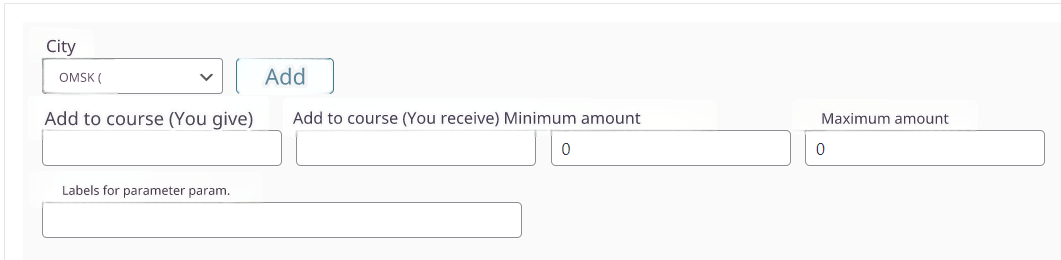 City
OMSK (
Add
Add to course (You give)
Add to course (You receive) Minimum amount
Maximum amount
0
0
Labels for parameter param.